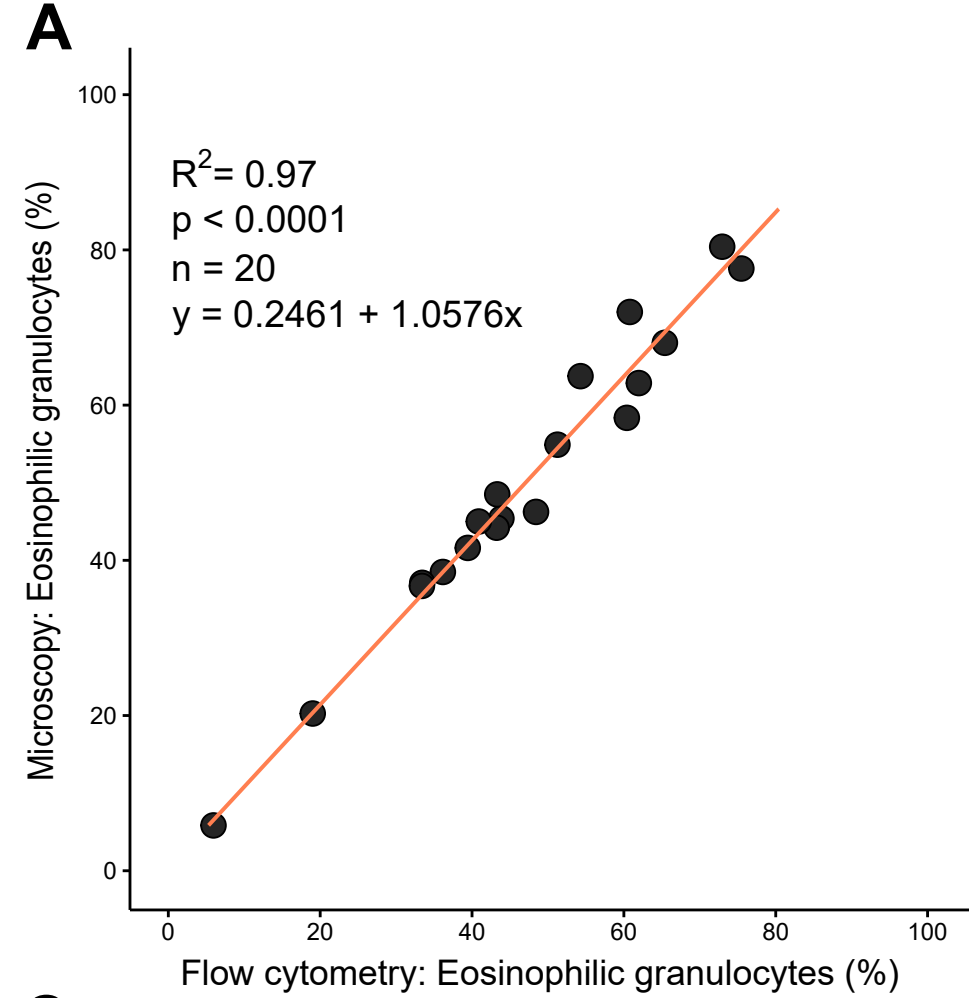 A
100
80
60
40
20
0
R²= 0.97
p < 0.0001
n = 20
y = 0.2461 + 1.0576x
Microscopy: Eosinophilic granulocytes (%)
0 20 40 60 80 100
Flow cytometry: Eosinophilic granulocytes (%)